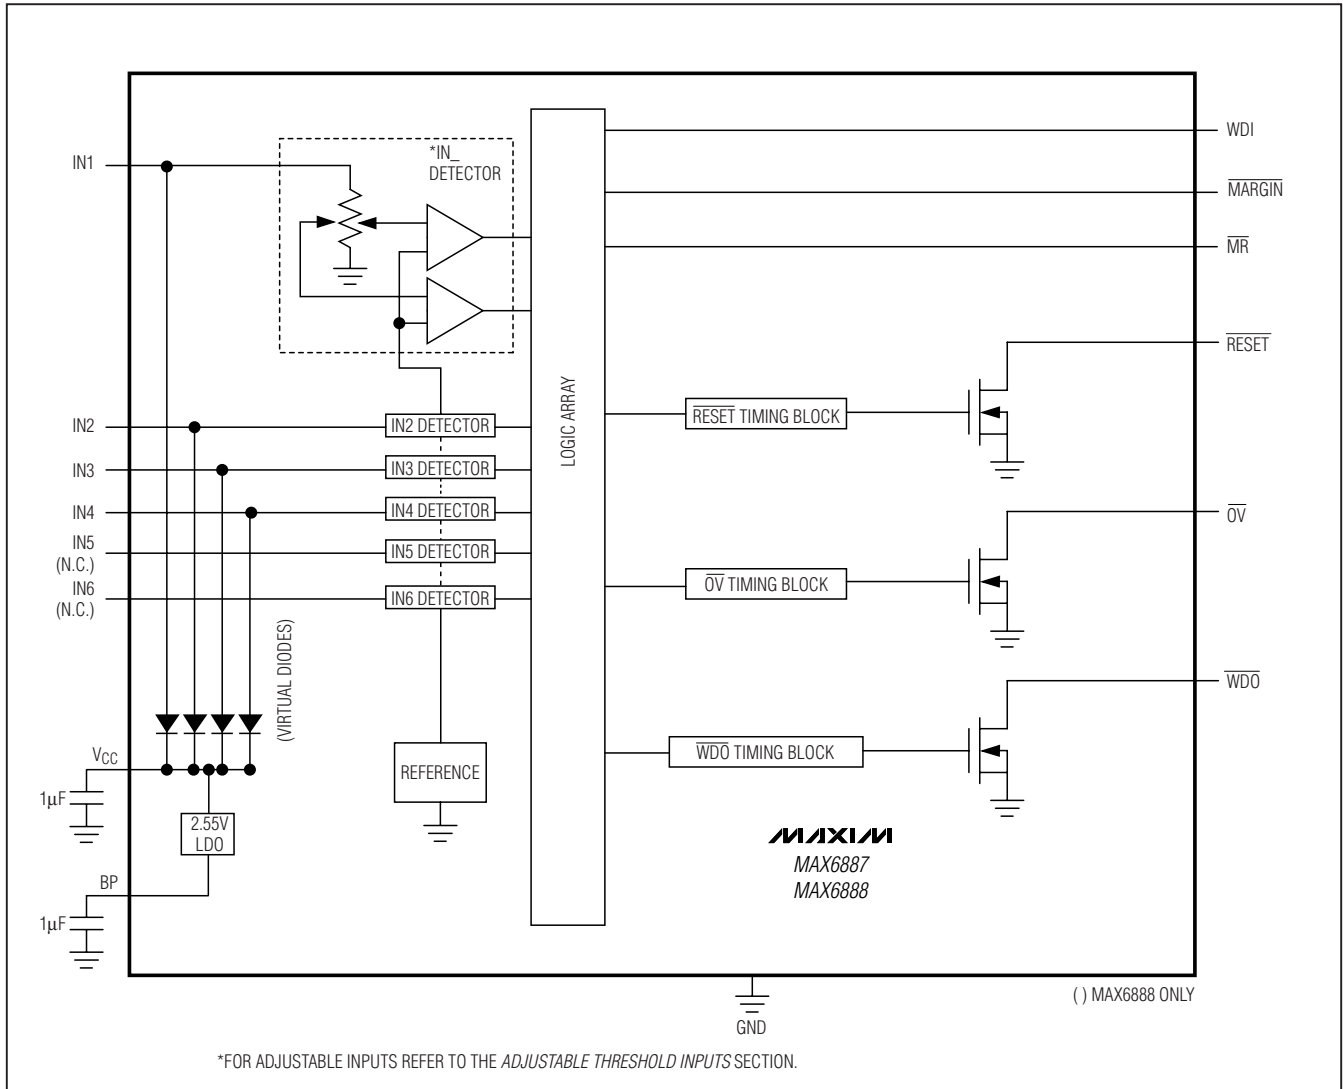 IN1
*IN_
DETECTOR
WDI
MARGIN
MR
RESET
LOGIC ARRAY
IN2
IN2 DETECTOR
RESET TIMING BLOCK
IN3
IN3 DETECTOR
IN4
IN4 DETECTOR
OV
IN5
(N.C.)
IN5 DETECTOR
IN6
(N.C.)
IN6 DETECTOR
OV TIMING BLOCK
(VIRTUAL DIODES)
WDO
VCC
REFERENCE
WDO TIMING BLOCK
1µF
2.55V
LDO
MAXIM
MAX6887
MAX6888
BP
1µF
( ) MAX6888 ONLY
GND
*FOR ADJUSTABLE INPUTS REFER TO THE ADJUSTABLE THRESHOLD INPUTS SECTION.